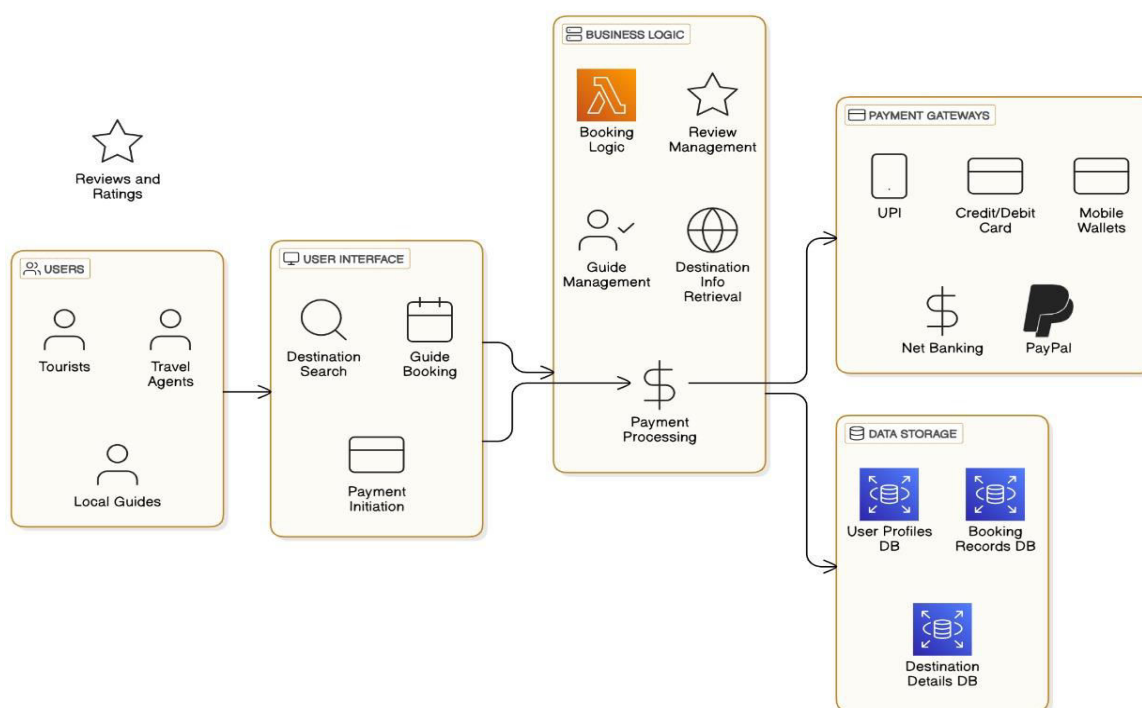 BUSINESS LOGIC
Booking
Logic
Review
Management
Guide
Management
Destination
Info
Retrieval
Payment
Processing
Reviews and
Ratings
USERS
Tourists
Travel
Agents
Local Guides
USER INTERFACE
Destination
Search
Guide
Booking
Payment
Initiation
PAYMENT GATEWAYS
UPI
Credit/Debit
Card
Mobile
Wallets
Net Banking
PayPal
DATA STORAGE
User Profiles
DB
Booking
Records DB
Destination
Details DB